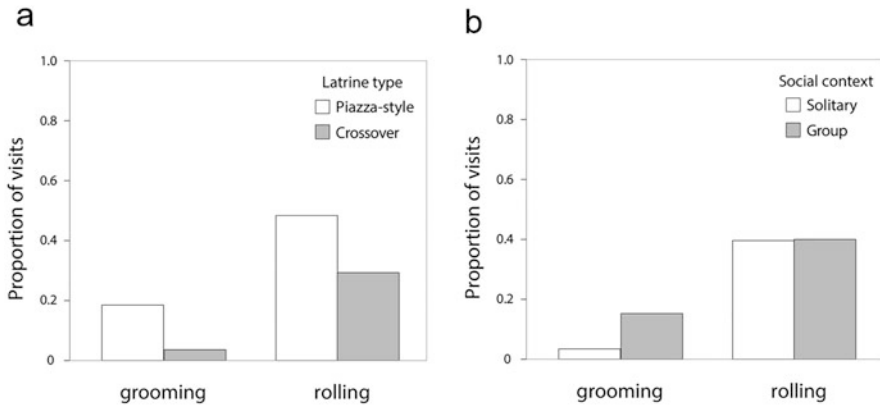 a
Proportion of visits
1.0
0.8
0.6
0.4
0.2
0
Latrine type
Piazza-style
Crossover
grooming
rolling
b
Proportion of visits
1.0
0.8
0.6
0.4
0.2
0
Social context
Solitary
Group
grooming
rolling